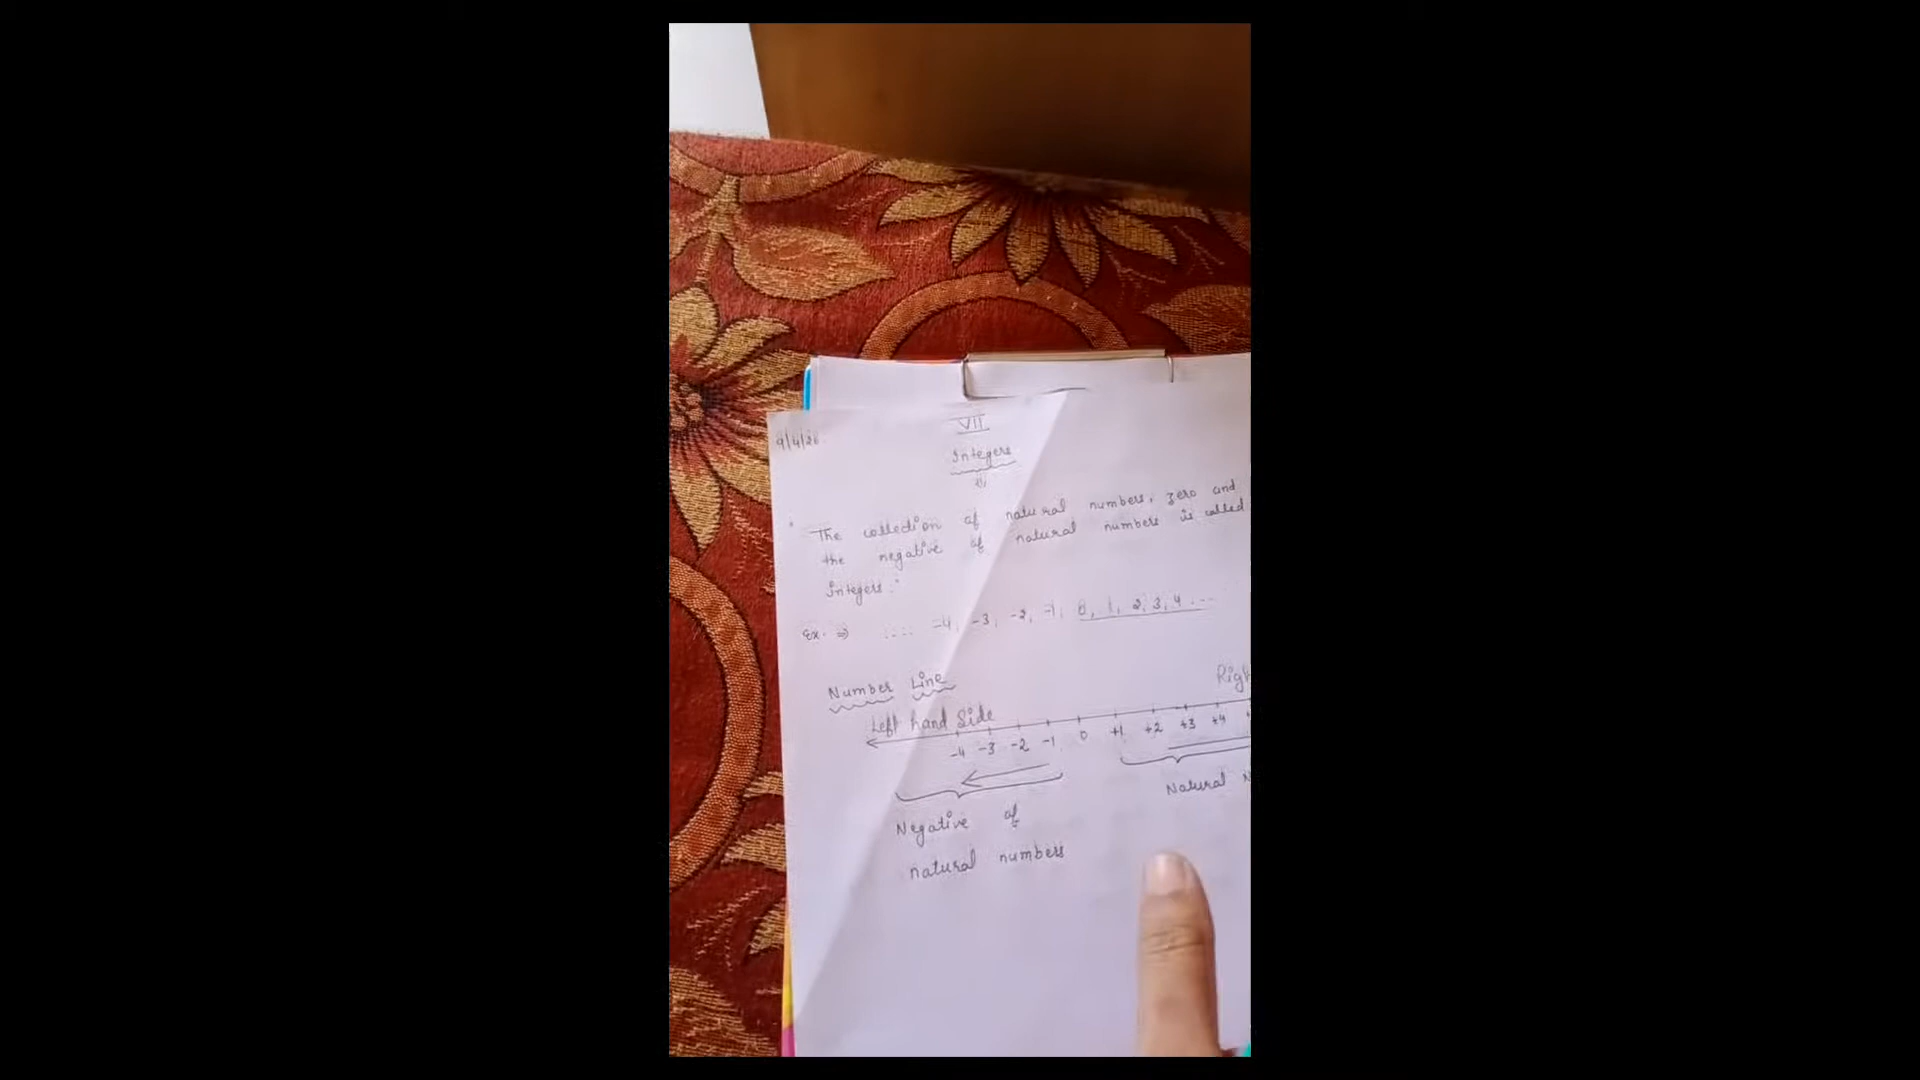 9/4/20
VII
Integers
" The collection of natural numbers, zero and
the negative of natural numbers is called
Integers."
Ex. ⇒ .... -4, -3, -2, -1, 0, 1, 2, 3, 4 ...
Number Line
Left hand Side
-4 -3 -2 -1 0 +1 +2 +3 +4
Negative of
natural numbers
Natural